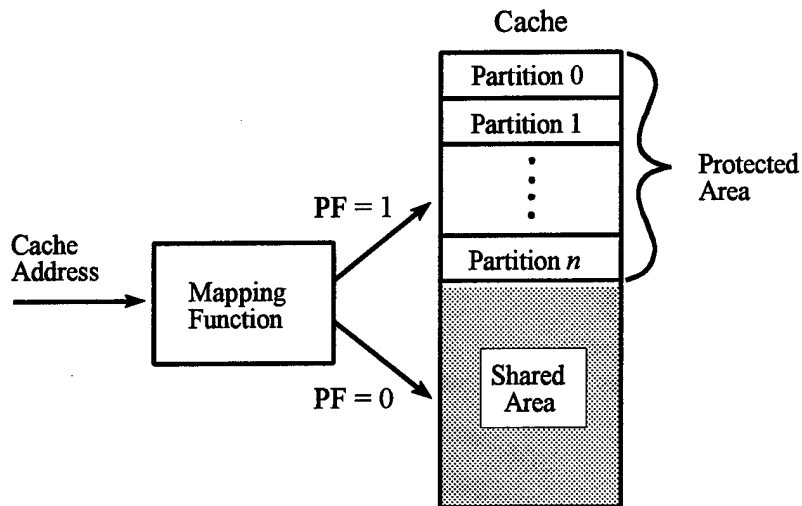 Cache
Partition 0
Partition 1
Protected
Area
PF = 1
Cache
Address
Partition n
Mapping
Function
Shared
Area
PF = 0